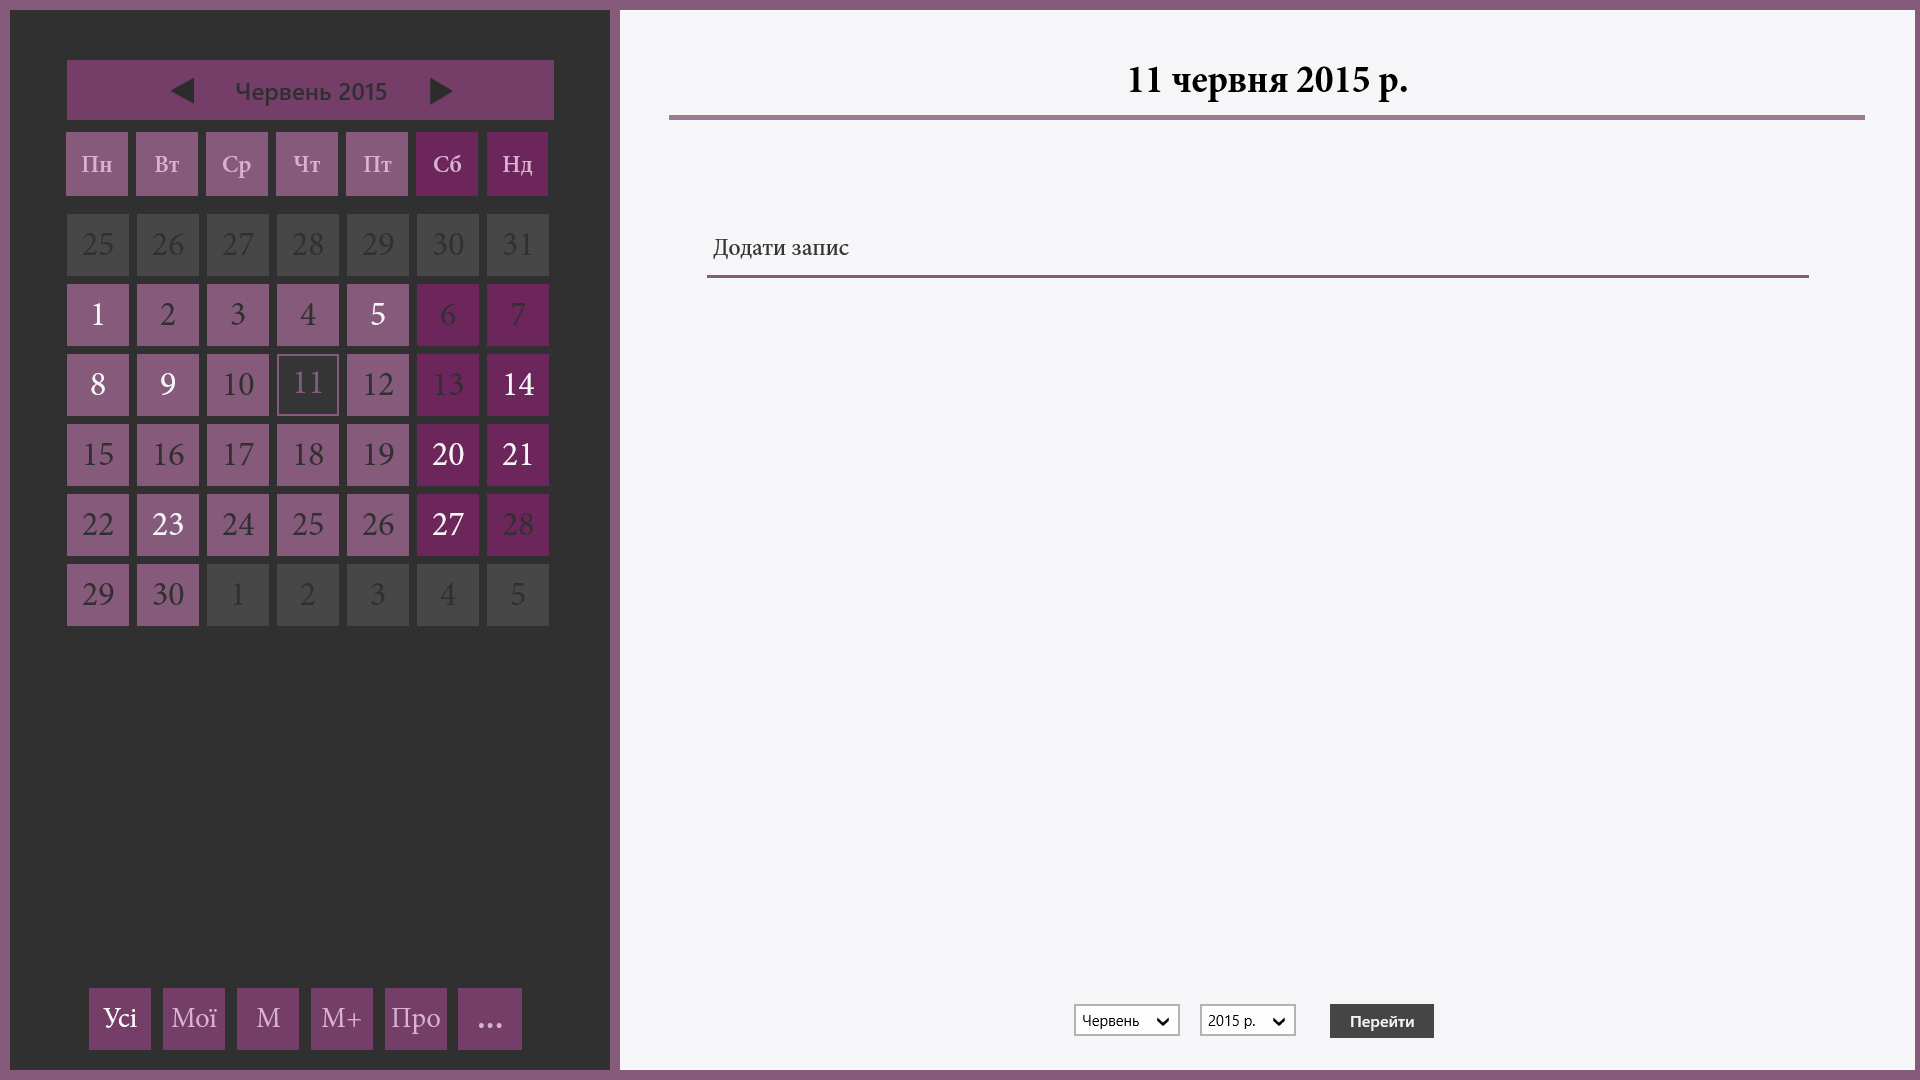 Червень 2015
Пн Вт Ср Чт Пт Сб Нд
25 26 27 28 29 30 31
1 2 3 4 5 6 7
8 9 10 11 12 13 14
15 16 17 18 19 20 21
22 23 24 25 26 27 28
29 30 1 2 3 4 5
Усі Мої М М+ Про ...
11 червня 2015 р.
Додати запис
Червень 2015 р. Перейти